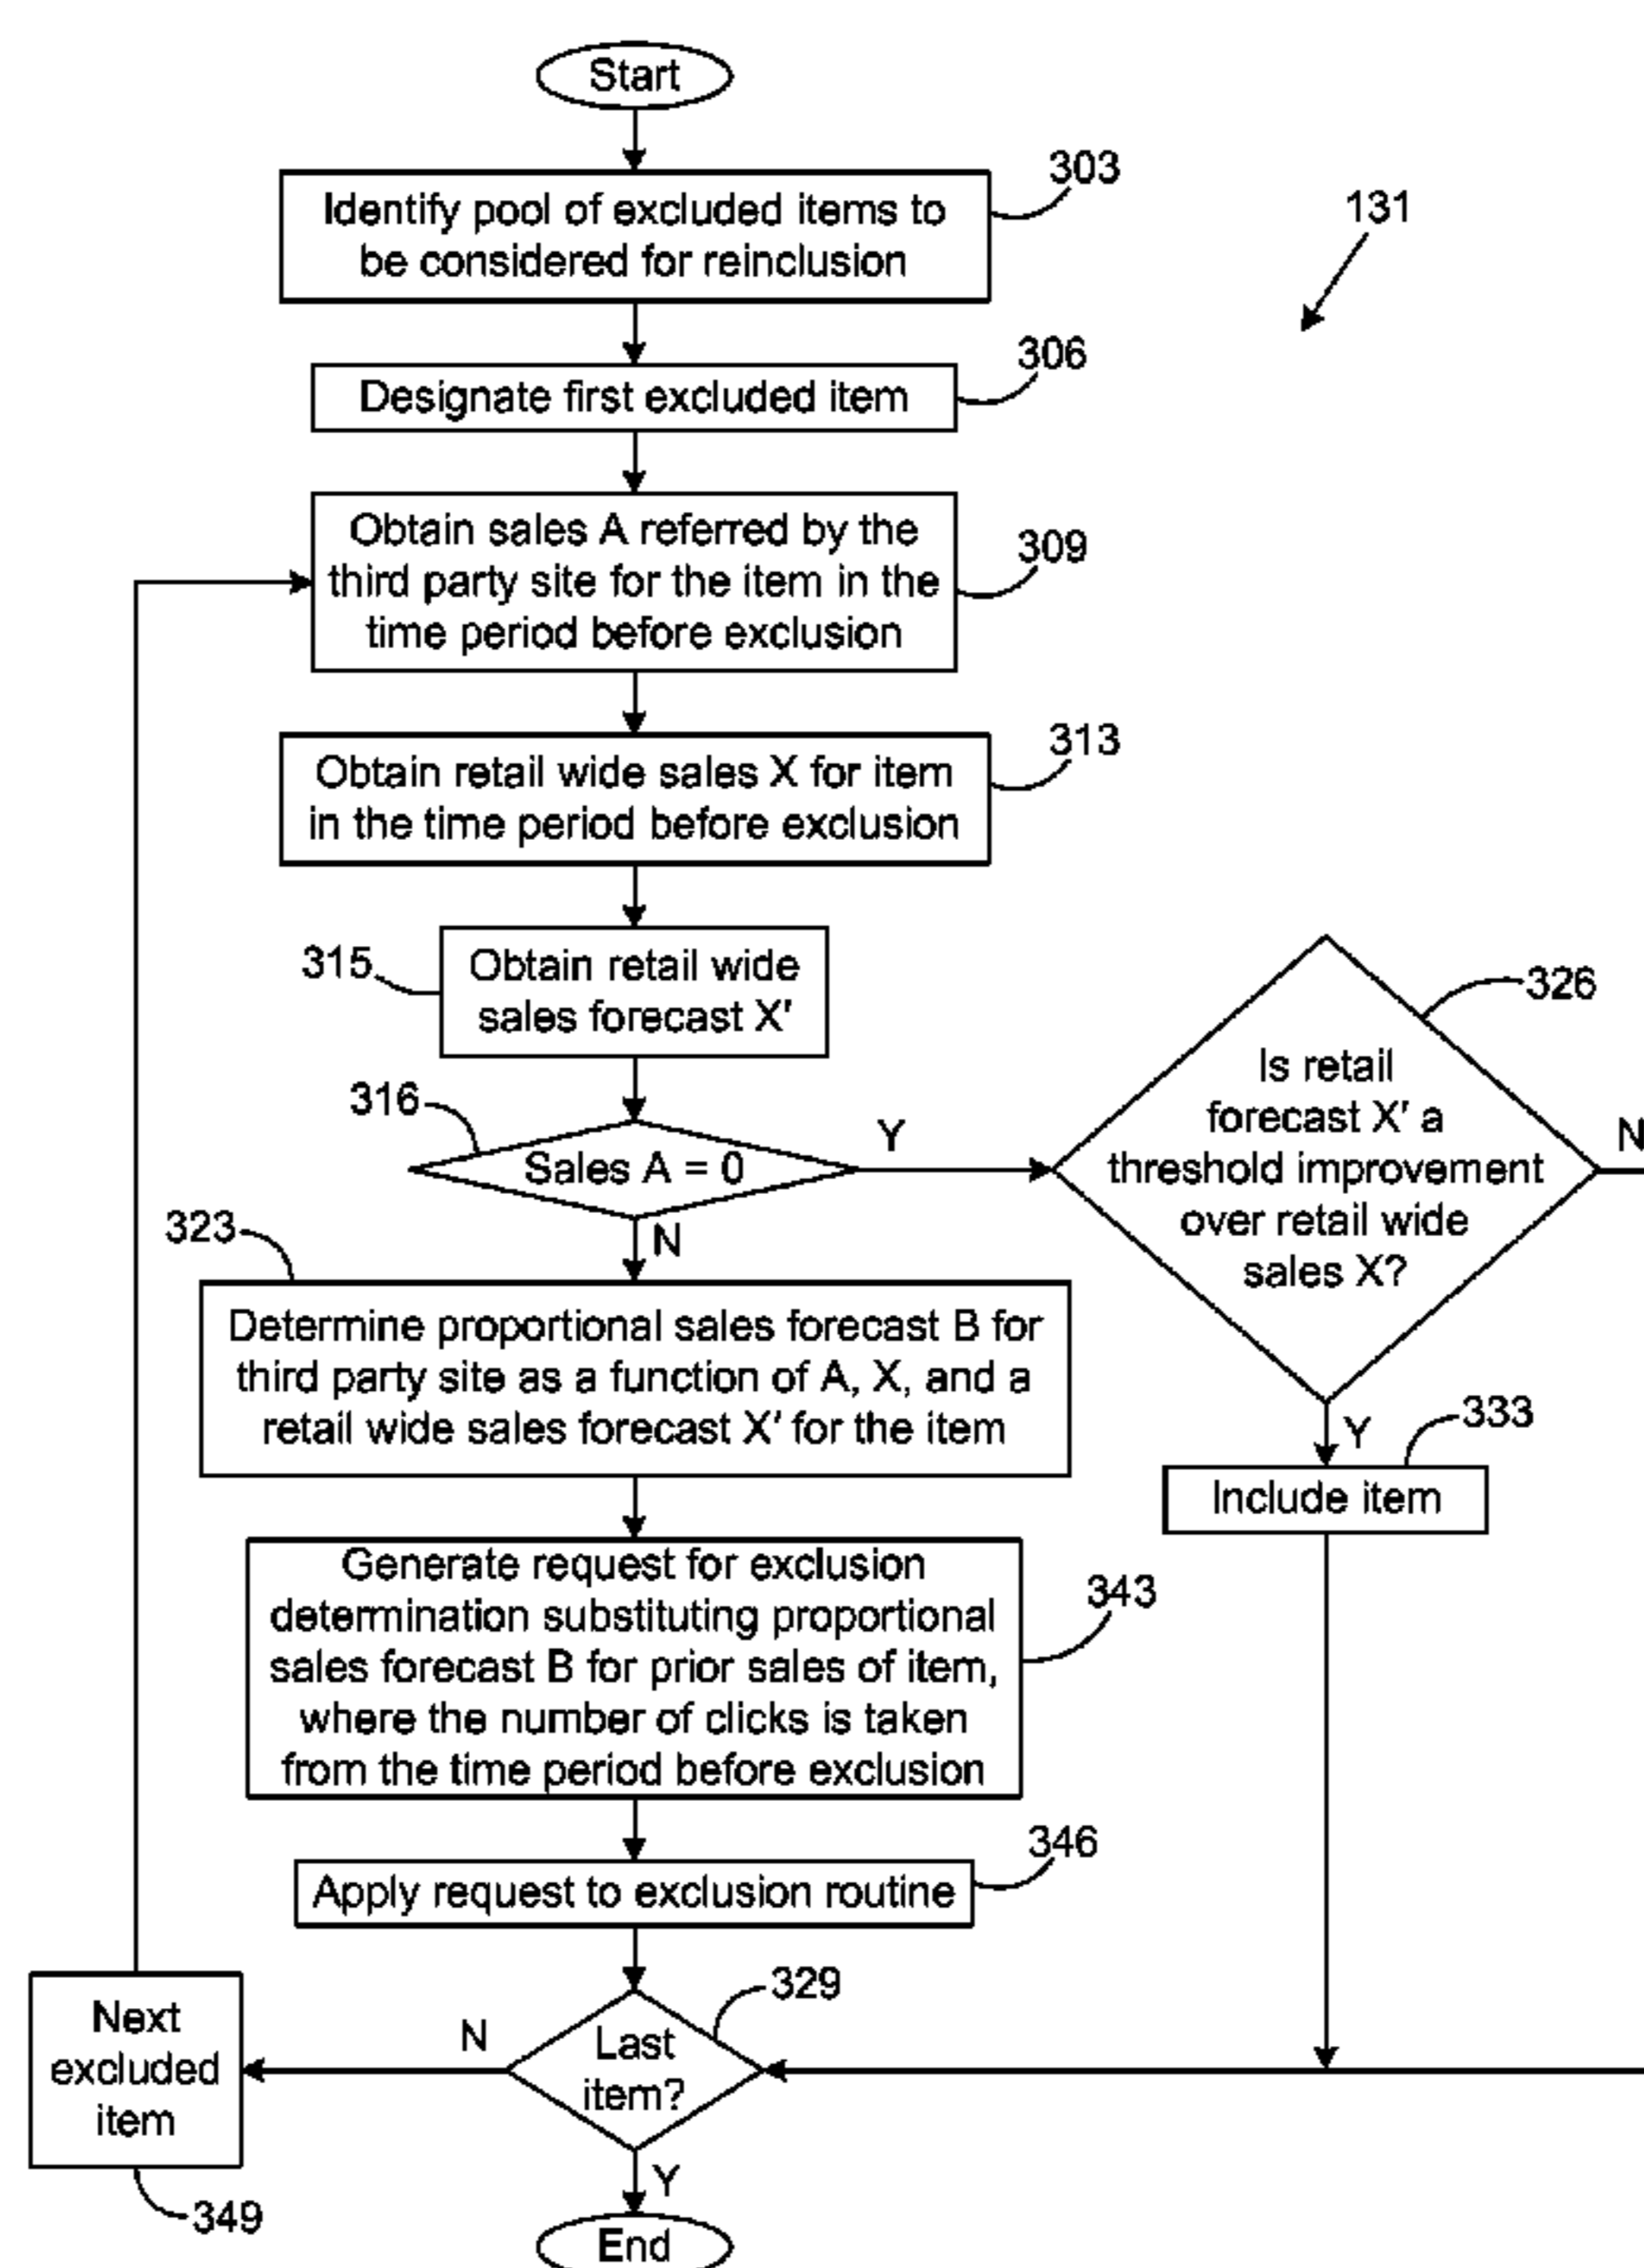 Start
303
Identify pool of excluded items to
be considered for reinclusion
131
306
Designate first excluded item
309
Obtain sales A referred by the
third party site for the item in the
time period before exclusion
313
Obtain retail wide sales X for item
in the time period before exclusion
315
Obtain retail wide
sales forecast X'
326
Is retail
forecast X' a
threshold improvement
over retail wide
sales X?
N
316
Sales A = 0
Y
N
323
Determine proportional sales forecast B for
third party site as a function of A, X, and a
retail wide sales forecast X' for the item
Y
333
Include item
343
Generate request for exclusion
determination substituting proportional
sales forecast B for prior sales of item,
where the number of clicks is taken
from the time period before exclusion
346
Apply request to exclusion routine
329
Last
item?
N
Next
excluded
item
349
Y
End